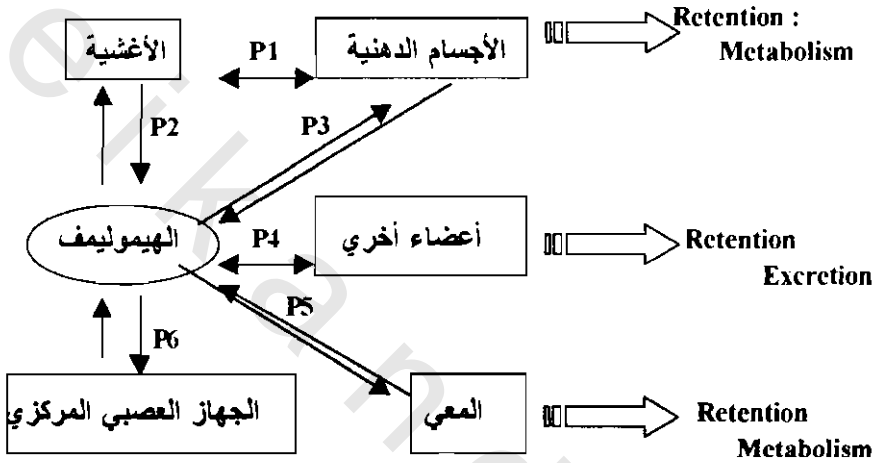 الأغشية
P1
الأجسام الدهنية
Retention :
Metabolism
P2
P3
الهيموليمف
P4
أعضاء أخري
Retention
Excretion
P5
P6
الجهاز العصبي المركزي
المعي
Retention
Metabolism